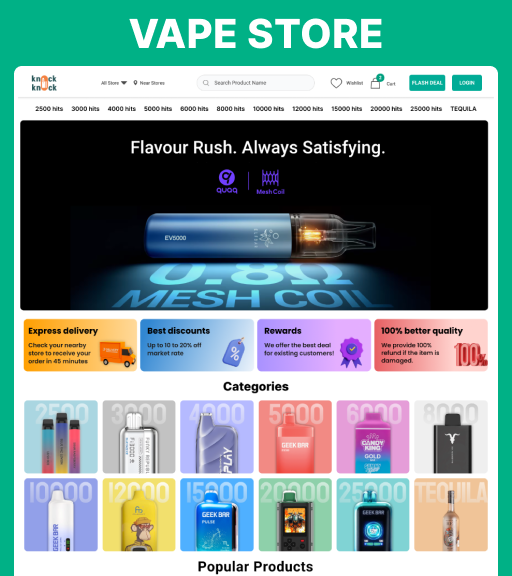 VAPE STORE
knock
knock
All Store
Near Stores
Search Product Name
Wishlist
Cart
FLASH DEAL
LOGIN
2500 hits 3000 hits 4000 hits 5000 hits 6000 hits 8000 hits 10000 hits 12000 hits 15000 hits 20000 hits 25000 hits TEQUILA
Flavour Rush. Always Satisfying.
quaq
Mesh Coil
EV5000
0.8Ω
MESH COIL
Express delivery
Check your nearby
store to receive your
order in 45 minutes
Best discounts
Up to 10 to 20% off
market rate
%
Rewards
We offer the best deal
for existing customers!
100% better quality
We provide 100%
refund if the item is
damaged.
100%
Categories
2500 3000 4000 5000 6000 8000
PLAY
GEEK BAR
CANDY
KING
GOLD
10000 12000 15000 20000 25000 TEQUILA
GEEK BAR
PULSE
GEEK BAR
Popular Products